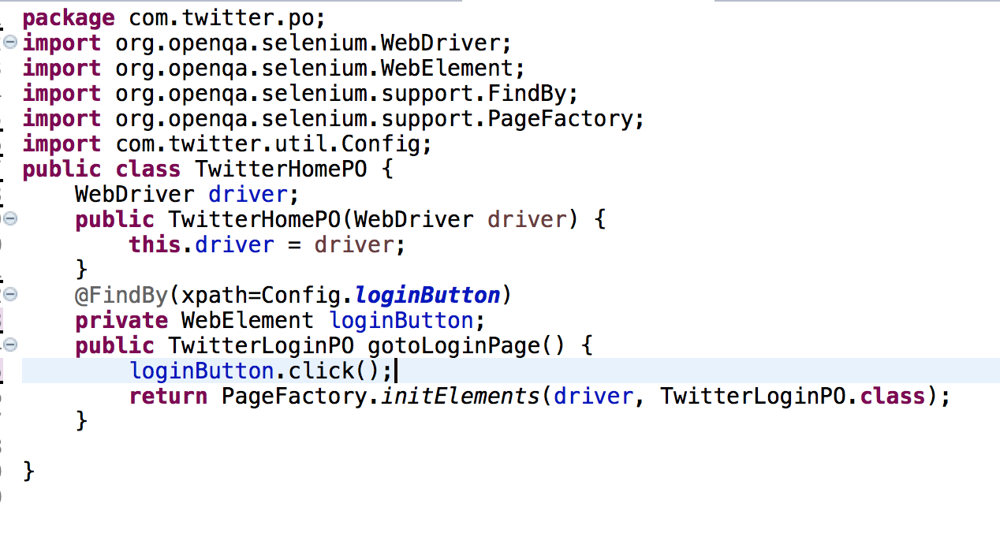 package com.twitter.po;
import org.openqa.selenium.WebDriver;
import org.openqa.selenium.WebElement;
import org.openqa.selenium.support.FindBy;
import org.openqa.selenium.support.PageFactory;
import com.twitter.util.Config;
public class TwitterHomePO {
    WebDriver driver;
    public TwitterHomePO(WebDriver driver) {
        this.driver = driver;
    }
    @FindBy(xpath=Config.loginButton)
    private WebElement loginButton;
    public TwitterLoginPO gotoLoginPage() {
        loginButton.click();
        return PageFactory.initElements(driver, TwitterLoginPO.class);
    }
}